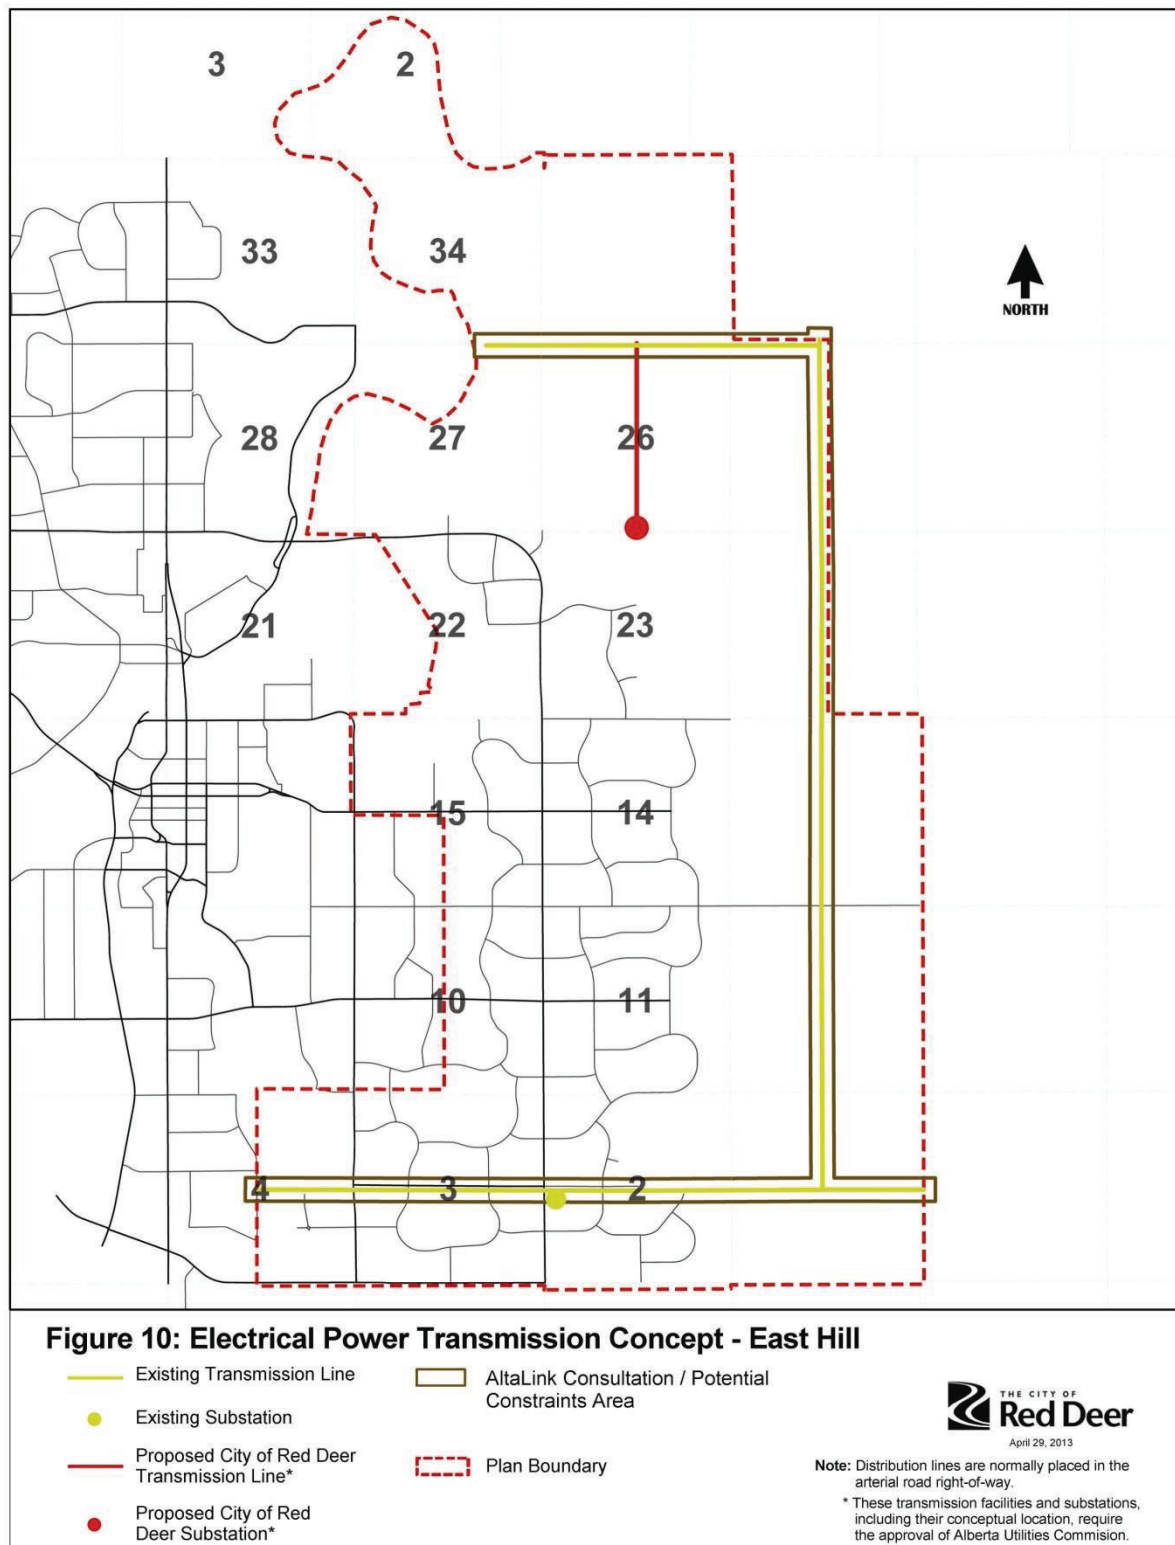 3 2
33 34
NORTH
28 27 26
21 22 23
15 14
10 11
4 3 2
Figure 10: Electrical Power Transmission Concept - East Hill
Existing Transmission Line
Existing Substation
Proposed City of Red Deer
Transmission Line*
Proposed City of Red
Deer Substation*
AltaLink Consultation / Potential
Constraints Area
Plan Boundary
THE CITY OF
Red Deer
April 29, 2013
Note: Distribution lines are normally placed in the
arterial road right-of-way.
* These transmission facilities and substations,
including their conceptual location, require
the approval of Alberta Utilities Commision.